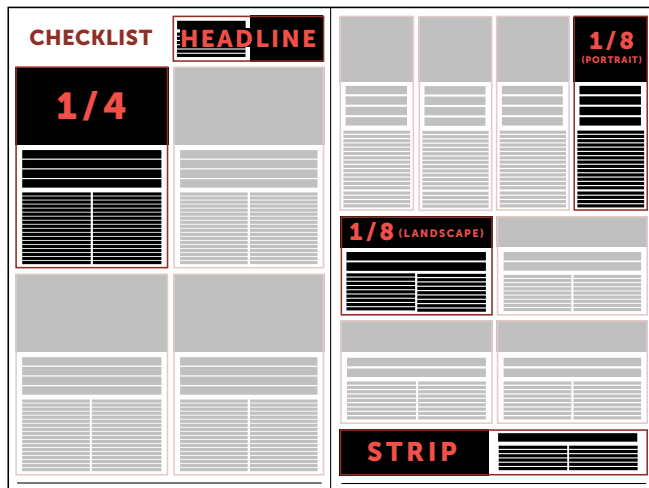 CHECKLIST
HEADLINE
1/4
1/8
(PORTRAIT)
1/8 (LANDSCAPE)
STRIP